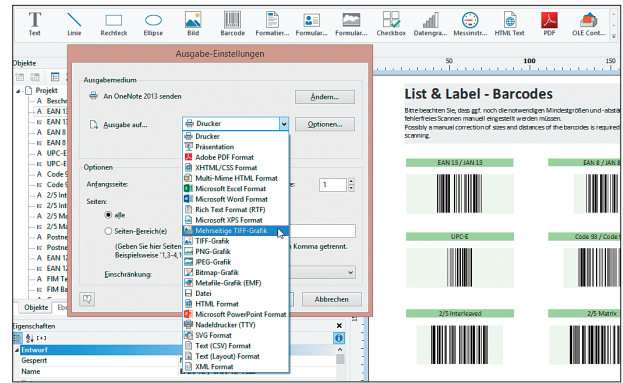 Text Linie Rechteck Ellipse Bild Barcode Formatier... Formular... Formular... Checkbox Datengra... Messinstr... HTML Text PDF OLE Cont...
Ausgabe-Einstellungen
Objekte
Projekt
A EAN 13
A EAN 8
A UPC-E
A Code 9
A 2/5 Int
A 2/5 Ma
A Postne
A EAN 12
A FIM Te
FIM Ba
Objekte
Eigenschaften
Entwurf
Gesperrt
Name
Ausgabemedium
An OneNote 2013 senden
Ändern...
Ausgabe auf...
Drucker
Optionen...
Drucker
Präsentation
Adobe PDF Format
XHTML/CSS Format
Multi-Mime HTML Format
Microsoft Excel Format
Microsoft Word Format
Rich Text Format (RTF)
Microsoft XPS Format
Mehrseitige TIFF-Grafik
TIFF-Grafik
PNG-Grafik
JPEG-Grafik
Bitmap-Grafik
Metafile-Grafik (EMF)
Datei
HTML Format
Microsoft PowerPoint Format
Nadeldrucker (TTY)
SVG Format
Text (CSV) Format
Text (Layout) Format
XML Format
Optionen
Anfangsseite:
1
Seiten:
alle
Seiten-Bereich(e)
(Geben Sie hier Seiten
Komma getrennt.
Beispielsweise '1,3-4,1
Einschränkung:
Abbrechen
50 100 150
List & Label - Barcodes
Bitte beachten Sie, dass ggf. noch die notwendigen Mindestgrößen und -abstä
fehlerfreies Scannen manuell eingestellt werden müssen.
Possibly a manual correction of sizes and distances of the barcodes is required
scanning.
EAN 13 / JAN 13 EAN 8 / JAN 8
UPC-E Code 93 / Code 9
2/5 Interleaved 2/5 Matrix